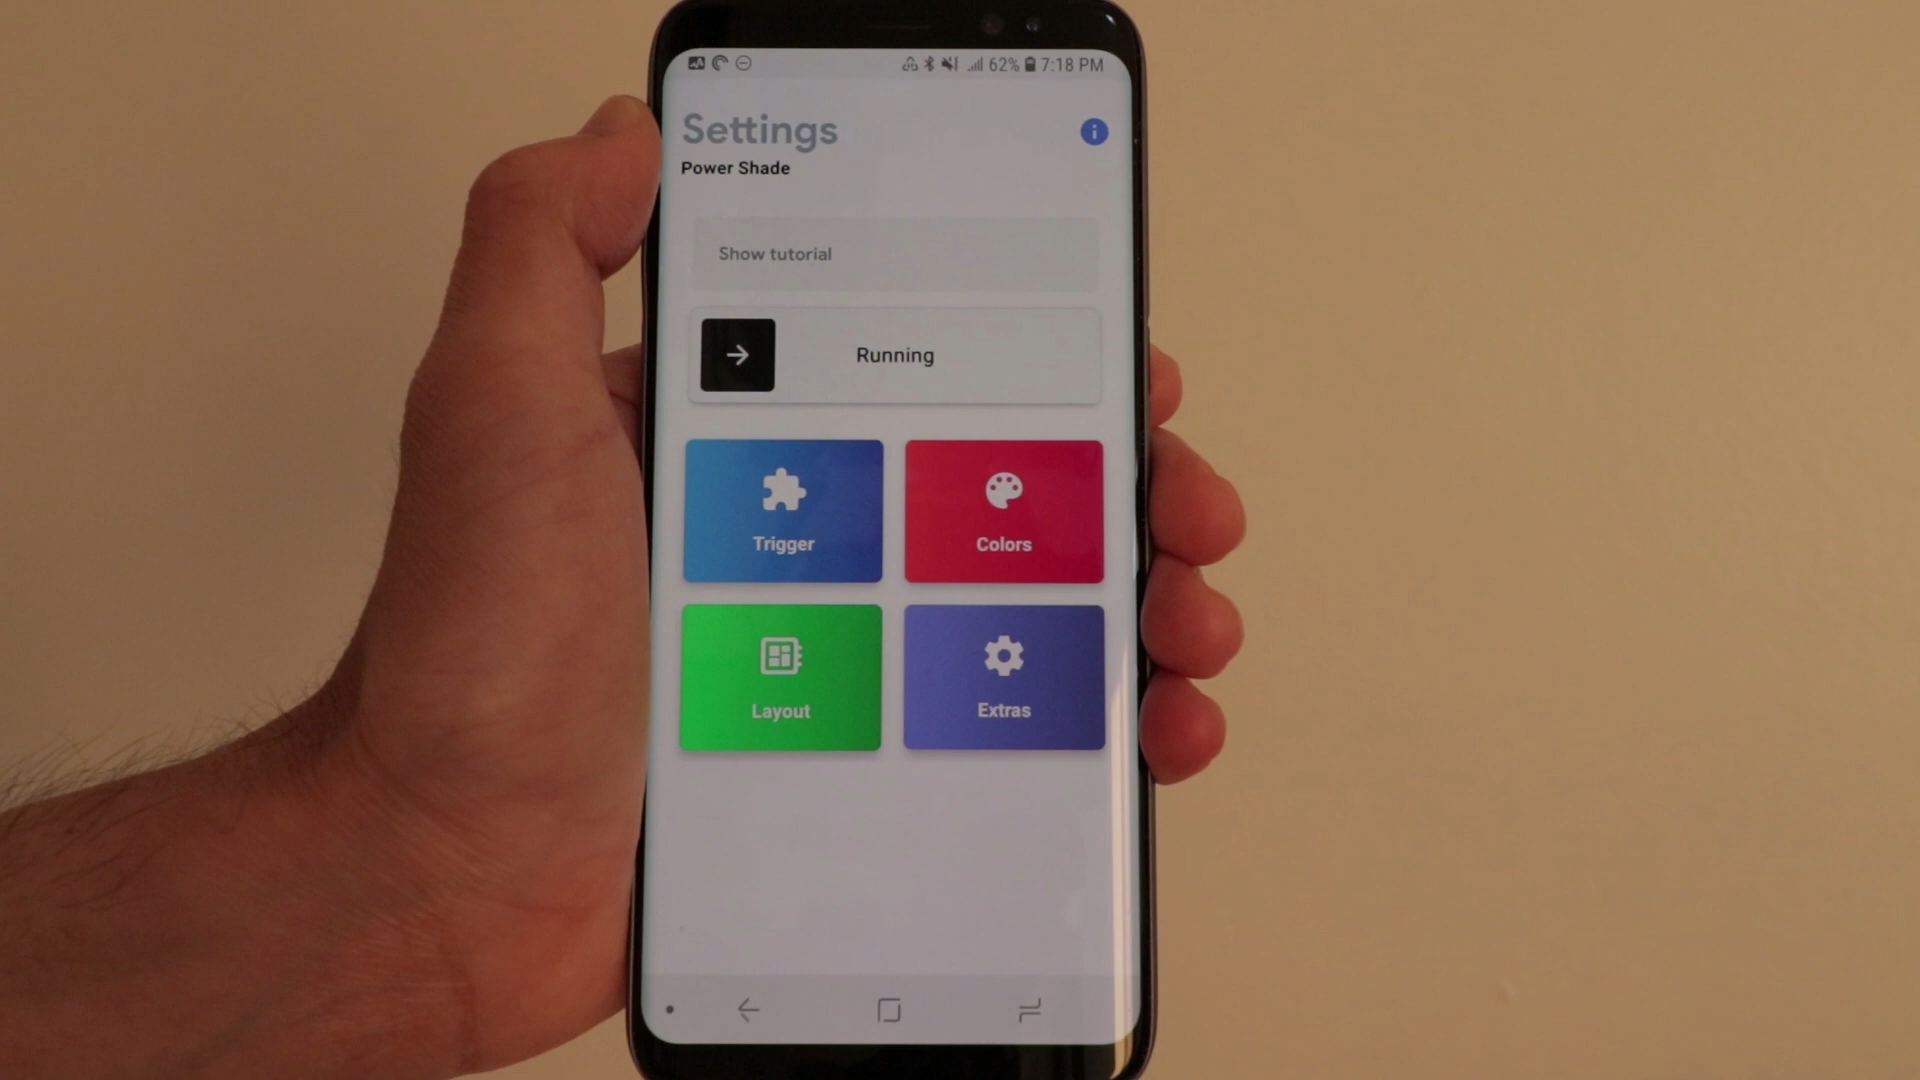 62% 7:18 PM
Settings
Power Shade
Show tutorial
Running
Trigger
Colors
Layout
Extras